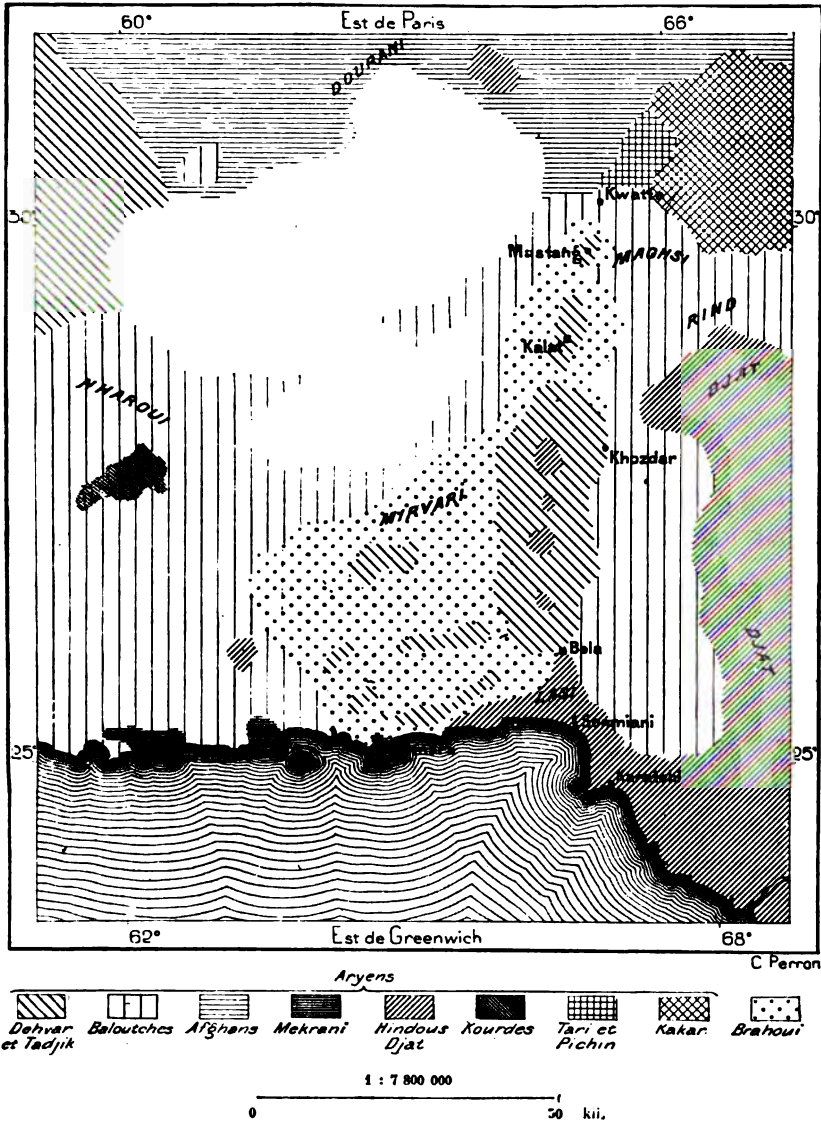 60°
Est de Paris
66°
DOURANI
30°
30°
Kwatta
Mastang
MAGHSI
RIND
Kalat
DJAT
NHAROUI
Khozdar
MIRVARI
Bela
DJAT
LASI
Sonmiani
25°
25°
Karatchi
62°
Est de Greenwich
68°
C Perron
Aryens
Dehvar
et Tadjik
Baloutches
Afghans
Mekrani
Hindous
Djat
Kourdes
Tari et
Pichin
Kakar.
Brahoui
1 : 7 800 000
0
50 kil.